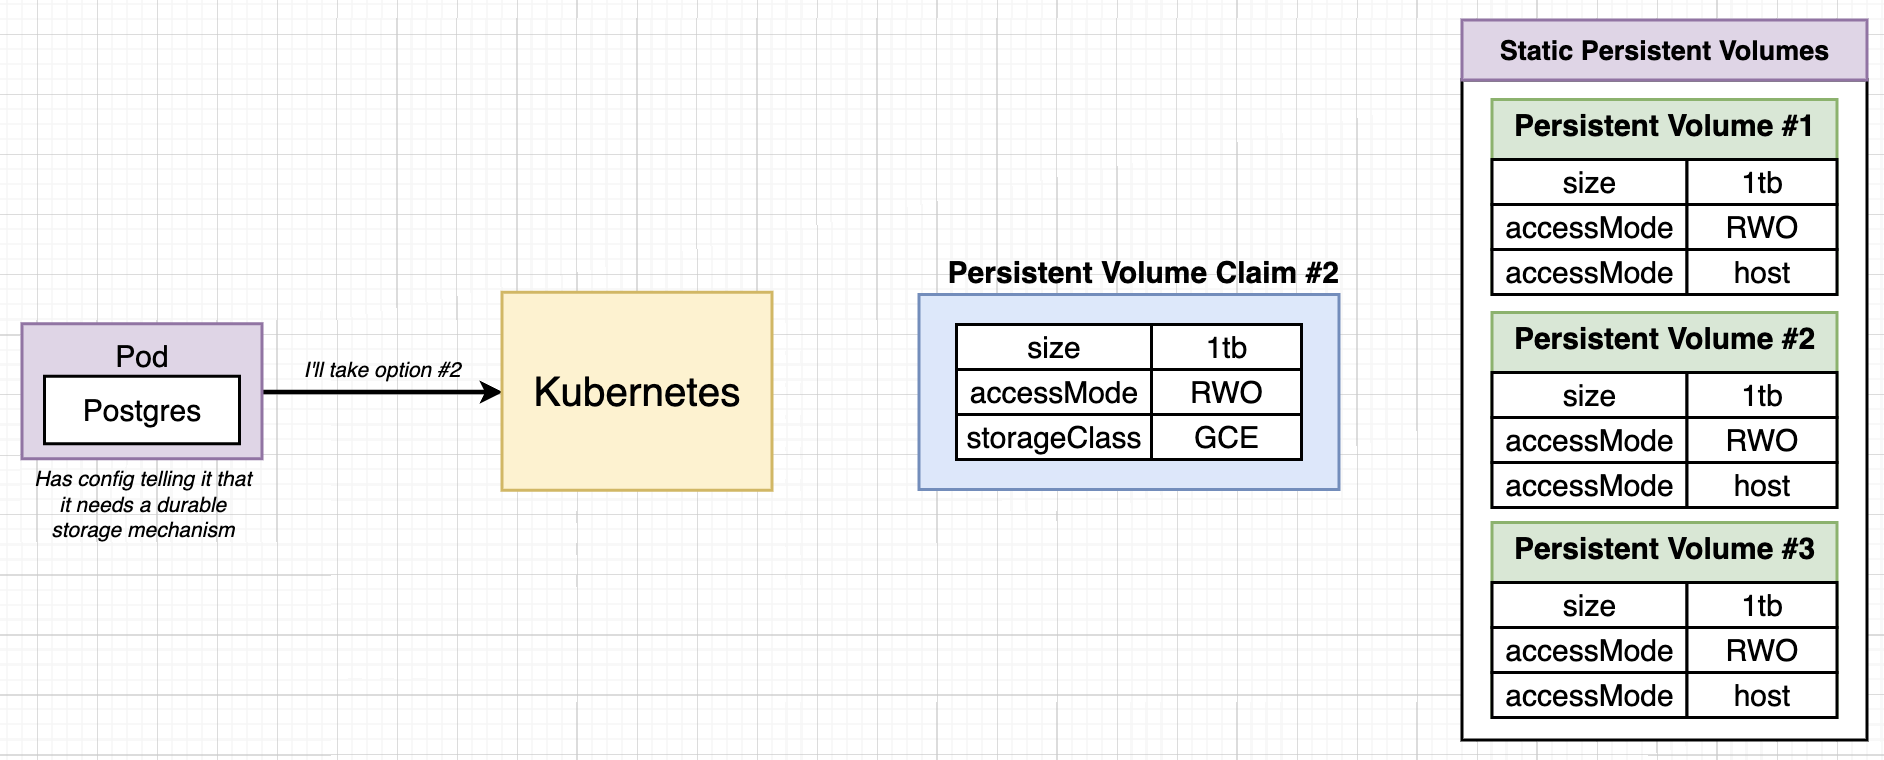 Pod
Postgres
Has config telling it that
it needs a durable
storage mechanism
I'll take option #2
Kubernetes
Persistent Volume Claim #2
size 1tb
accessMode RWO
storageClass GCE
Static Persistent Volumes
Persistent Volume #1
size 1tb
accessMode RWO
accessMode host
Persistent Volume #2
size 1tb
accessMode RWO
accessMode host
Persistent Volume #3
size 1tb
accessMode RWO
accessMode host